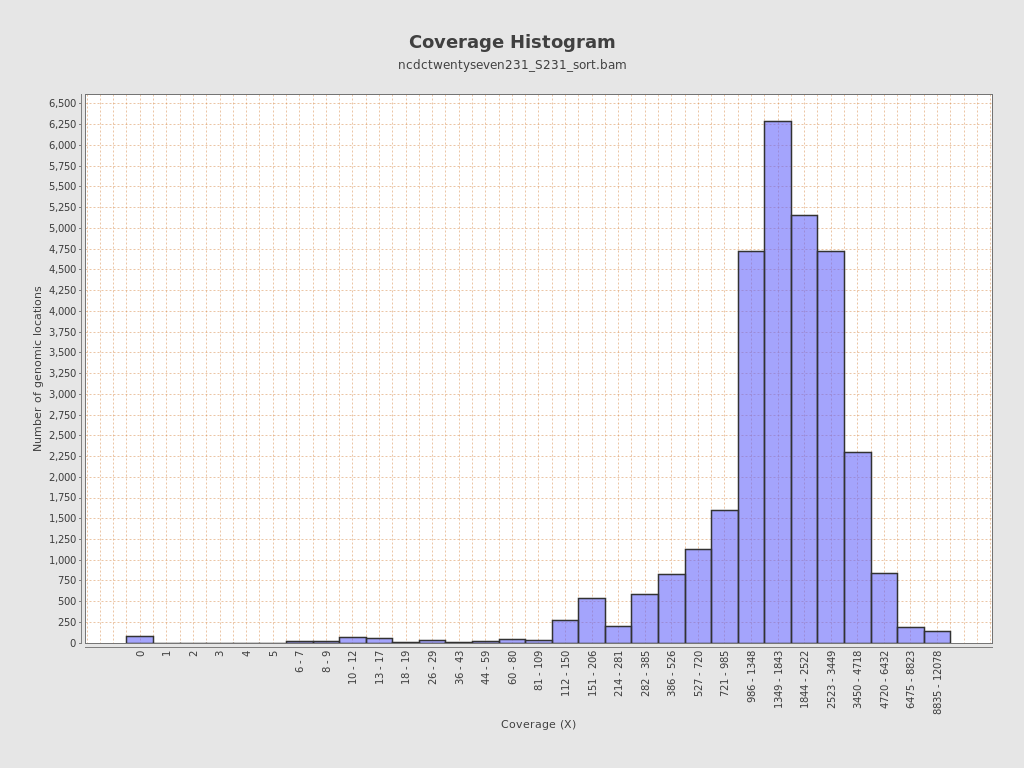 Coverage Histogram
ncdctwentyseven231_S231_sort.bam
Number of genomic locations
6,500
6,250
6,000
5,750
5,500
5,250
5,000
4,750
4,500
4,250
4,000
3,750
3,500
3,250
3,000
2,750
2,500
2,250
2,000
1,750
1,500
1,250
1,000
750
500
250
0
0
1
2
3
4
5
6 - 7
8 - 9
10 - 12
13 - 17
18 - 19
26 - 29
36 - 43
44 - 59
60 - 80
81 - 109
112 - 150
151 - 206
214 - 281
282 - 385
386 - 526
527 - 720
721 - 985
986 - 1348
1349 - 1843
1844 - 2522
2523 - 3449
3450 - 4718
4720 - 6432
6475 - 8823
8835 - 12078
Coverage (X)